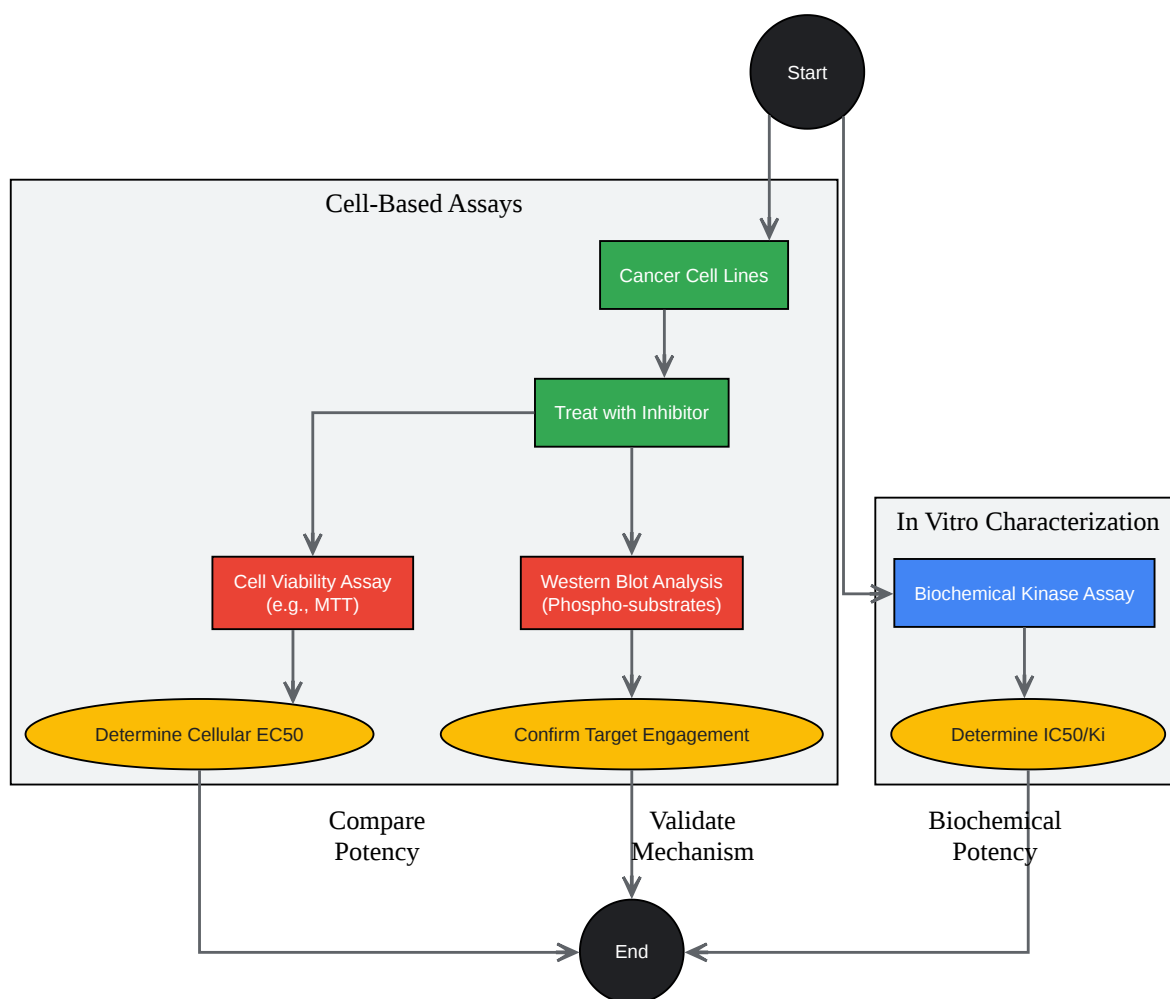 Start
Cell-Based Assays
Cancer Cell Lines
Treat with Inhibitor
In Vitro Characterization
Cell Viability Assay
(e.g., MTT)
Western Blot Analysis
(Phospho-substrates)
Biochemical Kinase Assay
Determine Cellular EC50
Confirm Target Engagement
Determine IC50/Ki
Compare
Potency
Validate
Mechanism
Biochemical
Potency
End